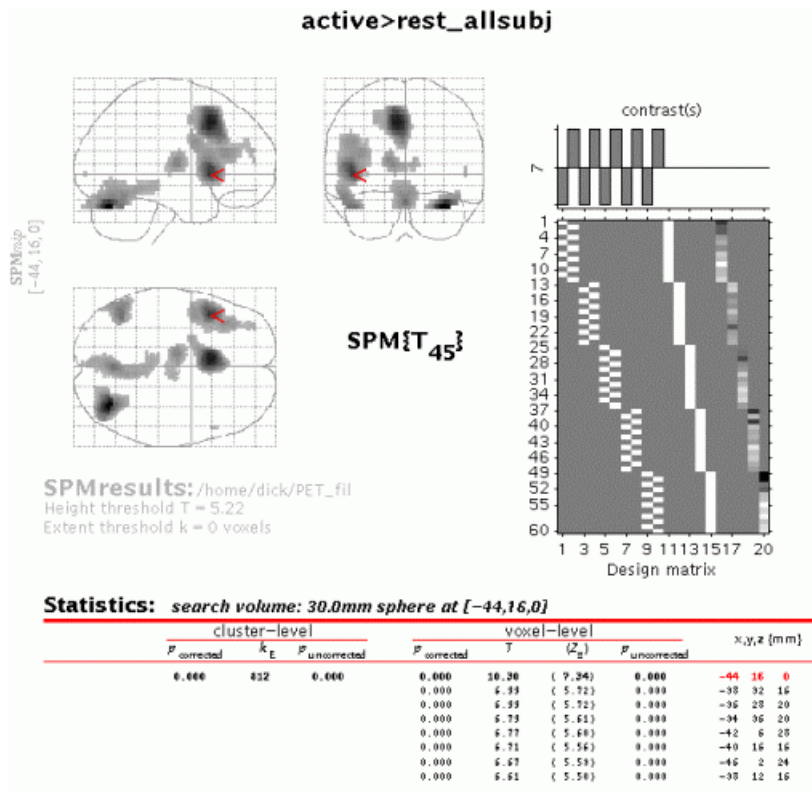 active>rest_allsubj
contrast(s)
7
SPMmip
[-44, 16, 0]
SPM{T45}
1
4
7
10
13
16
19
22
25
28
31
34
37
40
43
46
49
52
55
60
1 3 5 7 9 11 13 15 17 20
Design matrix
SPMresults: /home/dick/PET_fil
Height threshold T = 5.22
Extent threshold k = 0 voxels
Statistics: search volume: 30.0mm sphere at [-44,16,0]
cluster-level voxel-level x,y,z {mm}
p corrected k E p uncorrected p corrected T (Z≡) p uncorrected
0.000 812 0.000 0.000 10.30 ( 7.34) 0.000 -44 16 0
0.000 6.99 ( 5.72) 0.000 -38 32 16
0.000 6.99 ( 5.72) 0.000 -36 28 20
0.000 6.79 ( 5.61) 0.000 -34 36 20
0.000 6.77 ( 5.60) 0.000 -42 6 28
0.000 6.71 ( 5.56) 0.000 -40 16 16
0.000 6.67 ( 5.53) 0.000 -46 2 24
0.000 6.61 ( 5.50) 0.000 -38 12 16